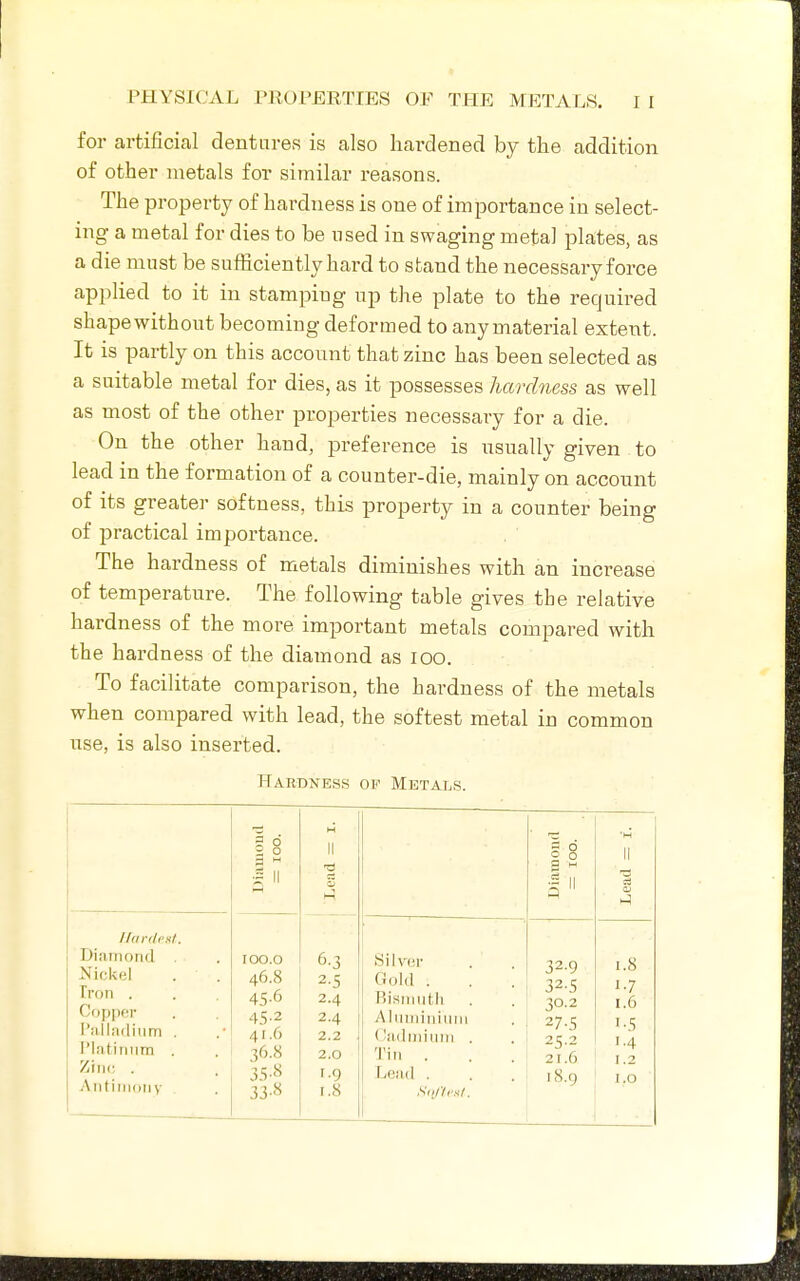 PHYSICAL PROPERTIES OF THE METALS. 11
for artificial dentures is also hardened by the addition
of other metals for similar reasons.
The property of hardness is one of importance in select-
ing a metal for dies to be used in swaging metal plates, as
a die must be sufficiently hard to stand the necessary force
applied to it in stamping up the plate to the required
shape without becoming deformed to any material extent.
It is partly on this account that zinc has been selected as
a suitable metal for dies, as it possesses hardness as well
as most of the other properties necessary for a die.
On the other hand, preference is usually given to
lead in the formation of a counter-die, mainly on account
of its greater softness, this property in a counter being
of practical importance.
The hardness of metals diminishes with an increase
of temperature. The following table gives the relative
hardness of the more important metals compared with
the hardness of the diamond as 100.
To facilitate comparison, the hardness of the metals
when compared with lead, the softest metal in common
use, is also inserted.
HARDNESS OF METALS.
Diamond = 100. Lead = 1. Diamond = 100. Lead = 1.
Hardest.
Diamond . . 100.0 6.3 Silver . . 32.9 1.8
Nickel . . 46.8 2.5 Gold . . . 32.5 1.7
Iron . . . 45.6 2.4 Bismuth . . 30.2 1.6
Copper . . 45.2 2.4 Aluminium . 27.5 1.5
Palladium . . 41.6 2.2 Cadmium . . 25.2 1.4
Platinum . . 36.8 2.0 Tin . . . 21.6 1.2
Zinc . . 35.8 1.9 Lead . . . 18.9 1.0
Antimony . 33.8 1.8 Softest.